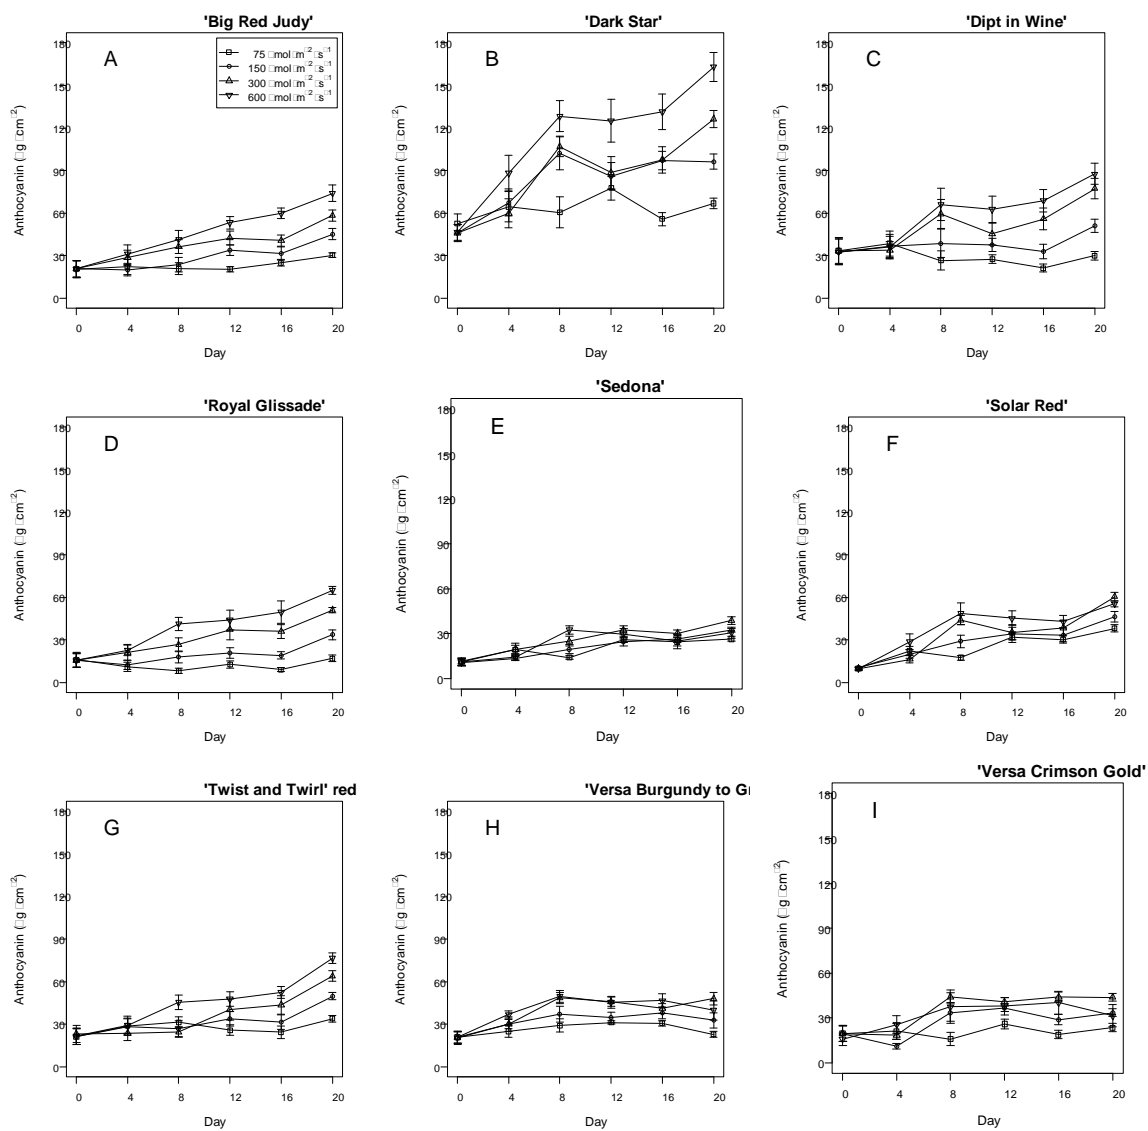 'Big Red Judy'
A
75 □mol□m□2□s□1
150 □mol□m□2□s□1
300 □mol□m□2□s□1
600 □mol□m□2□s□1
Anthocyanin (□g□cm□2)
0 30 60 90 120 150 180
0 4 8 12 16 20
Day
'Dark Star'
B
Anthocyanin (□g□cm□2)
0 30 60 90 120 150 180
0 4 8 12 16 20
Day
'Dipt in Wine'
C
Anthocyanin (□g□cm□2)
0 30 60 90 120 150 180
0 4 8 12 16 20
Day
'Royal Glissade'
D
Anthocyanin (□g□cm□2)
0 30 60 90 120 150 180
0 4 8 12 16 20
Day
'Sedona'
E
Anthocyanin (□g□cm□2)
0 30 60 90 120 150 180
0 4 8 12 16 20
Day
'Solar Red'
F
Anthocyanin (□g□cm□2)
0 30 60 90 120 150 180
0 4 8 12 16 20
Day
'Twist and Twirl' red
G
Anthocyanin (□g□cm□2)
0 30 60 90 120 150 180
0 4 8 12 16 20
Day
'Versa Burgundy to G
H
Anthocyanin (□g□cm□2)
0 30 60 90 120 150 180
0 4 8 12 16 20
Day
'Versa Crimson Gold'
I
Anthocyanin (□g□cm□2)
0 30 60 90 120 150 180
0 4 8 12 16 20
Day